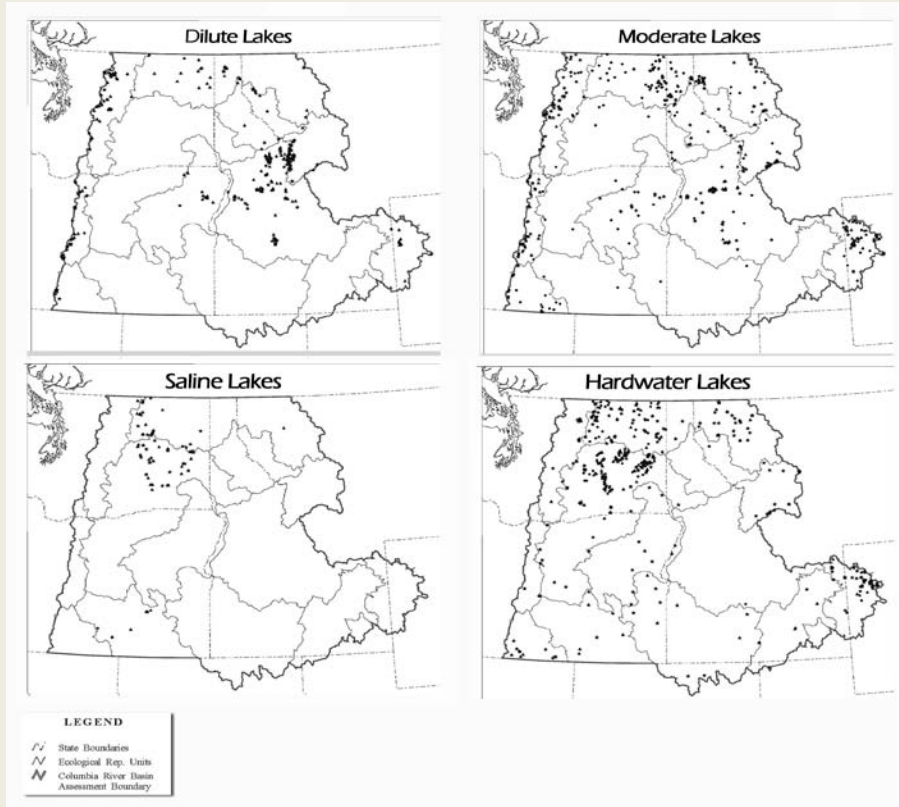 Dilute Lakes
Moderate Lakes
Saline Lakes
Hardwater Lakes
LEGEND
State Boundaries
Ecological Rep. Units
Columbia River Basin
Assessment Boundary